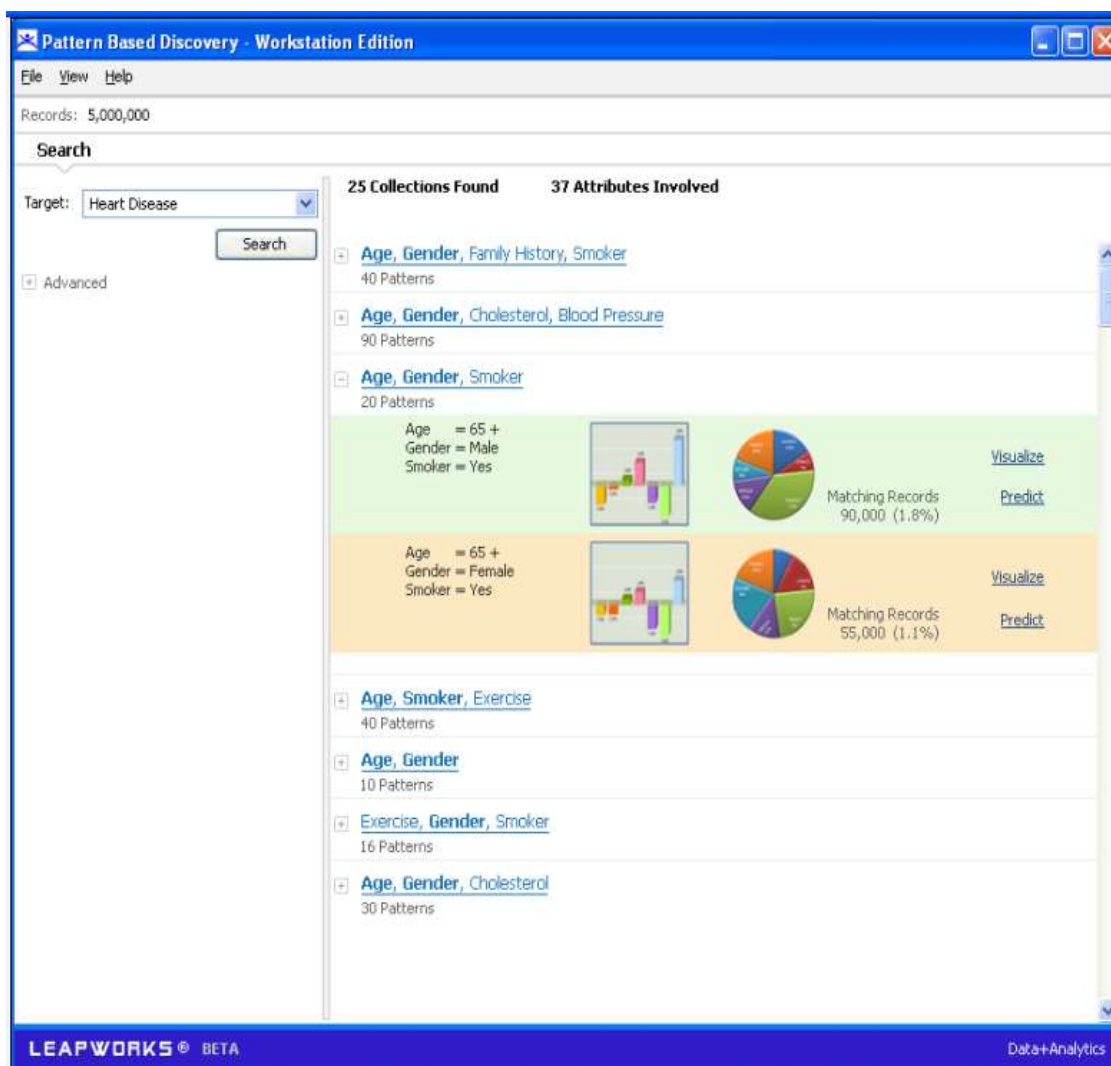 Pattern Based Discovery - Workstation Edition
File View Help
Records: 5,000,000
Search
Target: Heart Disease
Search
Advanced
25 Collections Found 37 Attributes Involved
Age, Gender, Family History, Smoker
40 Patterns
Age, Gender, Cholesterol, Blood Pressure
90 Patterns
Age, Gender, Smoker
20 Patterns
Age = 65 +
Gender = Male
Smoker = Yes
Visualize
Matching Records
90,000 (1.8%)
Predict
Age = 65 +
Gender = Female
Smoker = Yes
Visualize
Matching Records
55,000 (1.1%)
Predict
Age, Smoker, Exercise
40 Patterns
Age, Gender
10 Patterns
Exercise, Gender, Smoker
16 Patterns
Age, Gender, Cholesterol
30 Patterns
LEAPWORKS® BETA
Data+Analytics